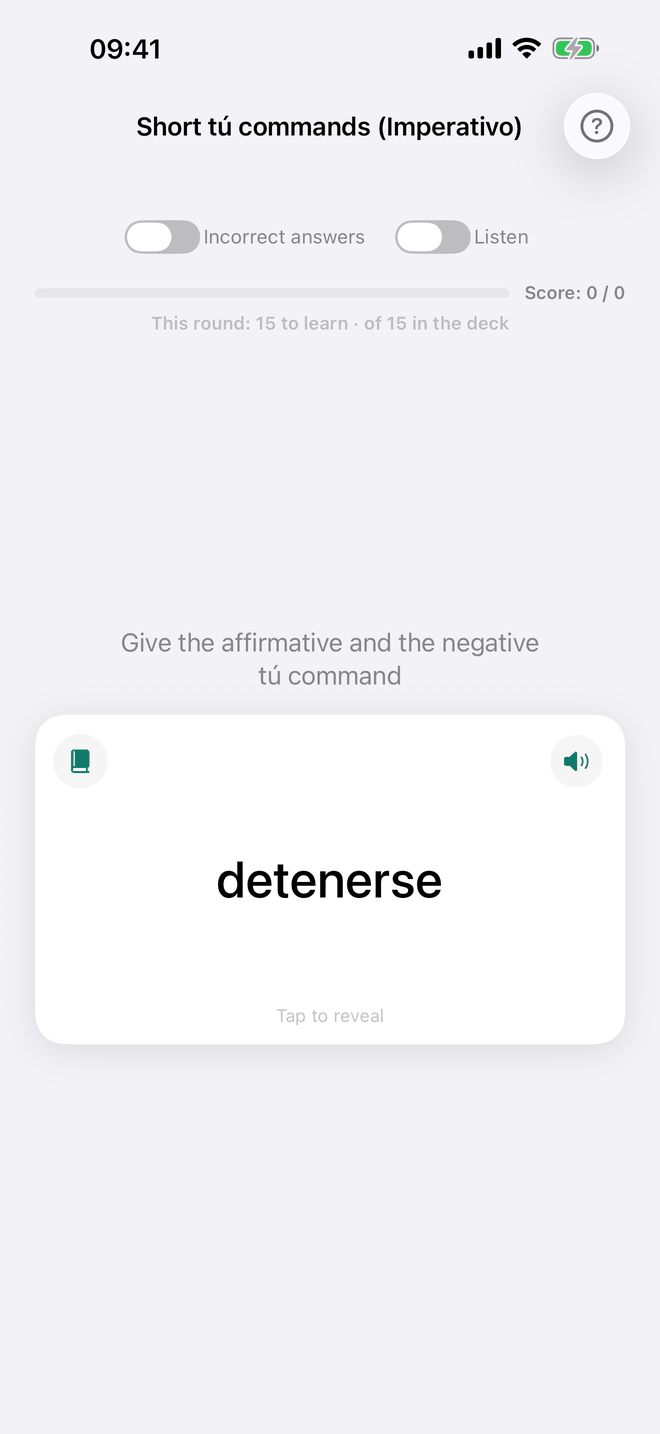 09:41
Short tú commands (Imperativo)
Incorrect answers
Listen
Score: 0 / 0
This round: 15 to learn · of 15 in the deck
Give the affirmative and the negative
tú command
detenerse
Tap to reveal